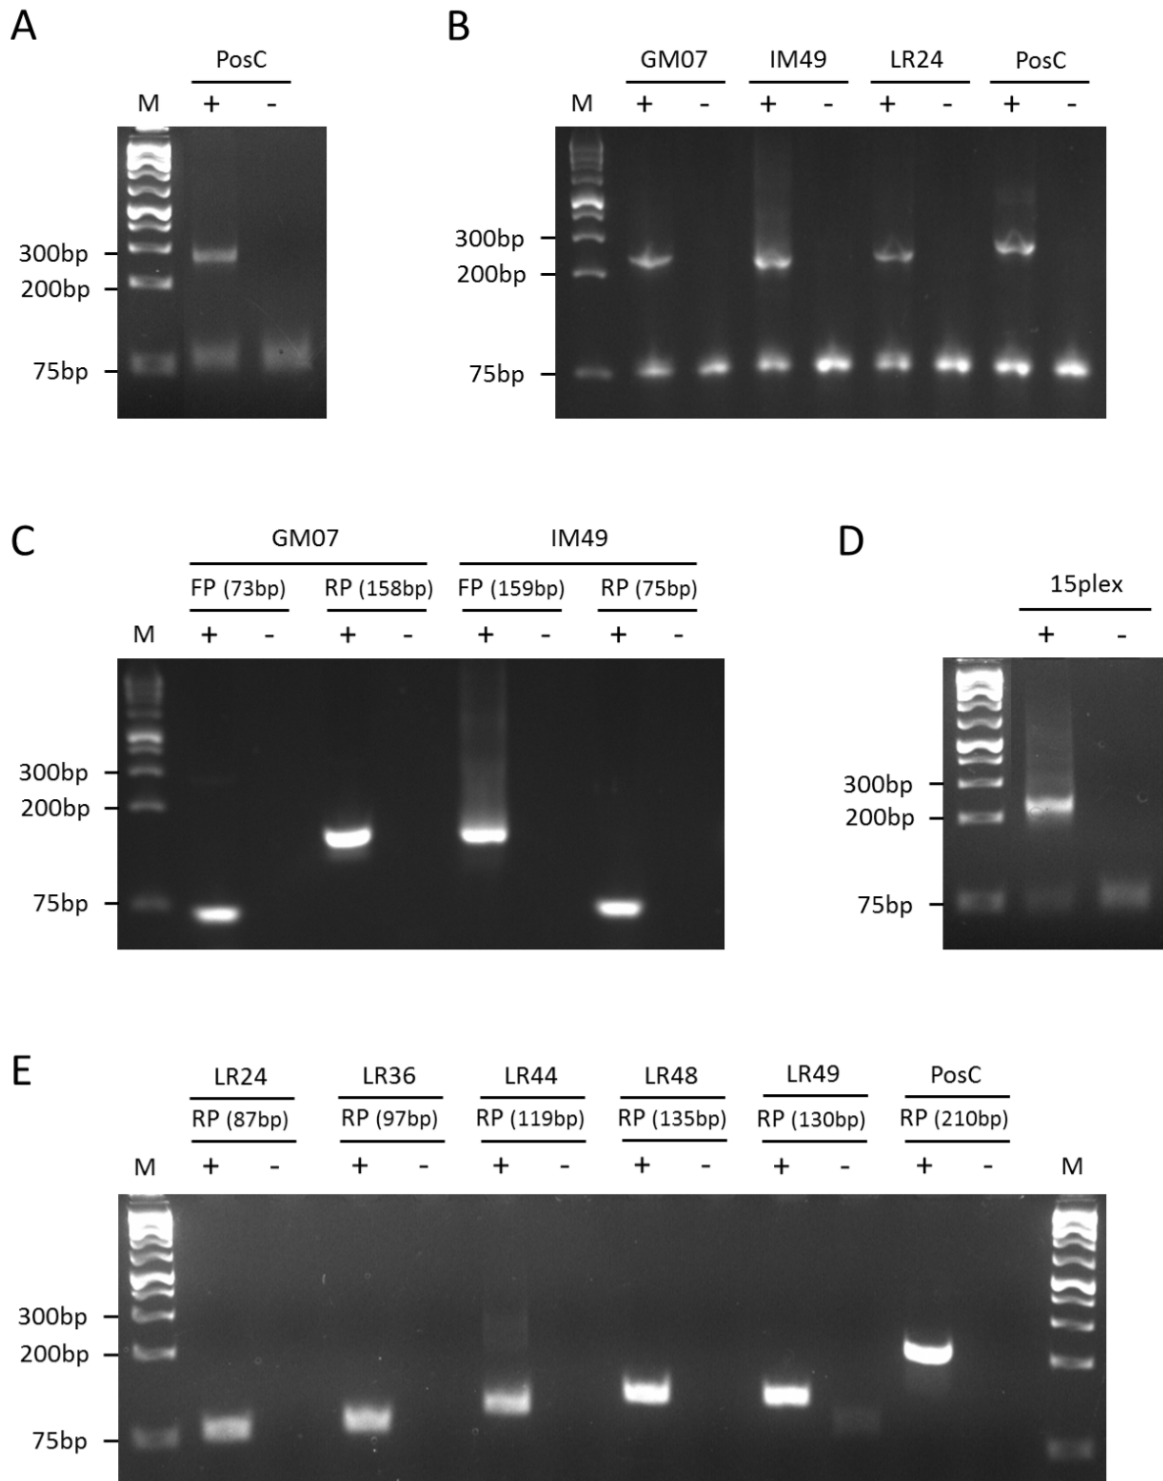 A
PosC
M + -
300bp
200bp
75bp
B
GM07 IM49 LR24 PosC
M + - + - + - + -
300bp
200bp
75bp
C
GM07 IM49
FP (73bp) RP (158bp) FP (159bp) RP (75bp)
M + - + - + - + -
300bp
200bp
75bp
D
15plex
+ -
300bp
200bp
75bp
E
LR24 LR36 LR44 LR48 LR49 PosC
RP (87bp) RP (97bp) RP (119bp) RP (135bp) RP (130bp) RP (210bp)
M + - + - + - + - + - + - M
300bp
200bp
75bp